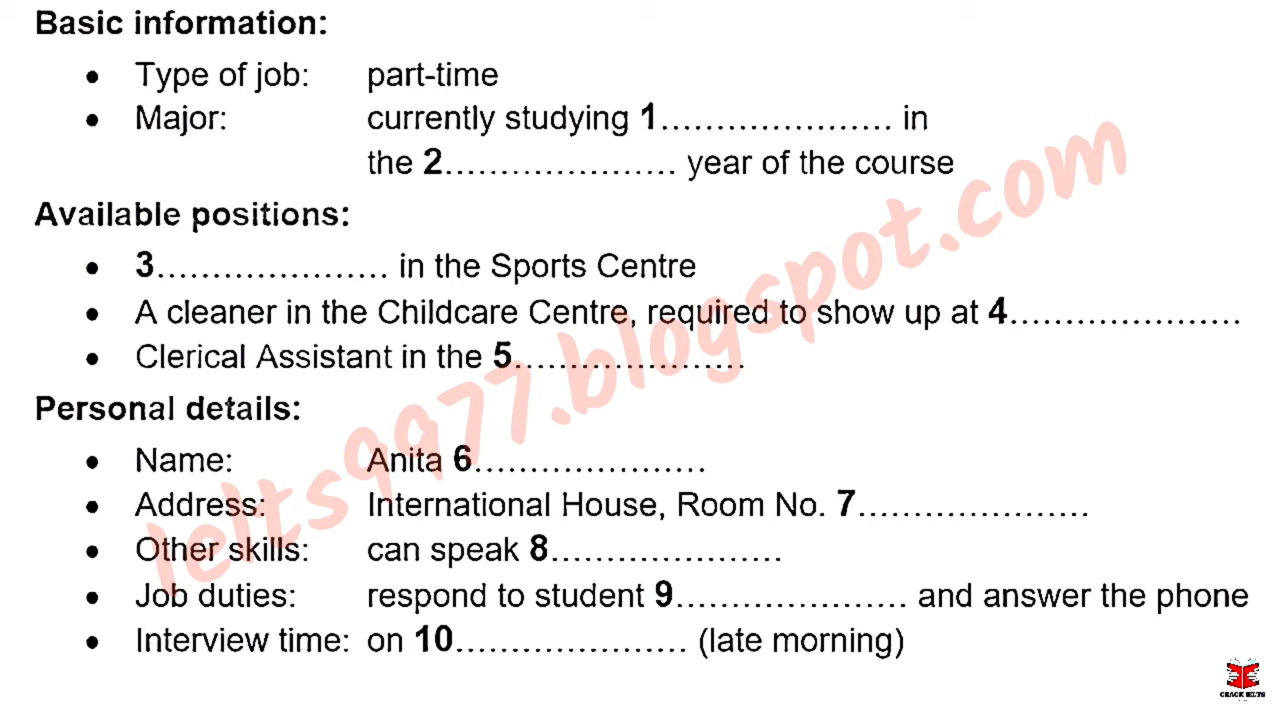 Basic information:
• Type of job: part-time
• Major: currently studying 1..................... in
the 2..................... year of the course
Available positions:
• 3..................... in the Sports Centre
• A cleaner in the Childcare Centre, required to show up at 4.....................
• Clerical Assistant in the 5.....................
Personal details:
• Name: Anita 6.....................
• Address: International House, Room No. 7.....................
• Other skills: can speak 8.....................
• Job duties: respond to student 9..................... and answer the phone
• Interview time: on 10..................... (late morning)
Ielts9977.blogspot.com
CRACK IELTS